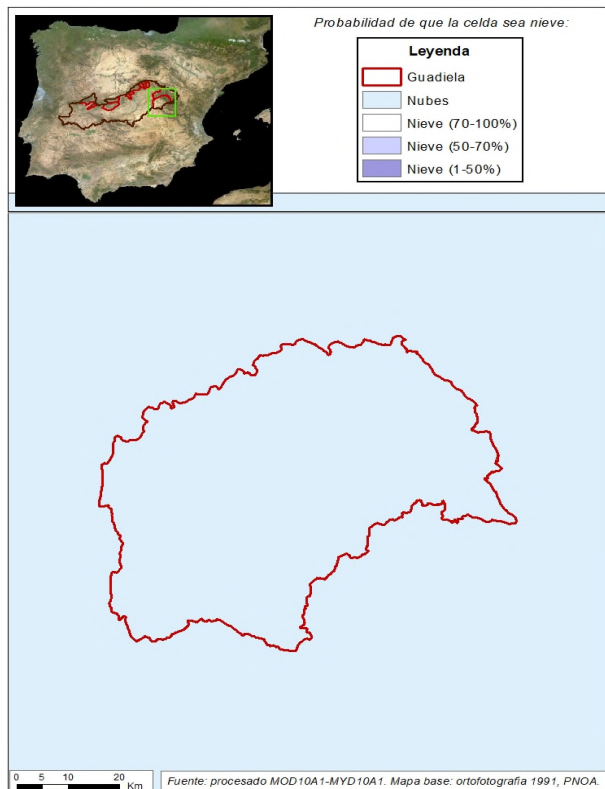 Probabilidad de que la celda sea nieve:
Leyenda
Guadiela
Nubes
Nieve (70-100%)
Nieve (50-70%)
Nieve (1-50%)
0 5 10 20
Km
Fuente: procesado MOD10A1-MYD10A1. Mapa base: ortofotografia 1991, PNOA.